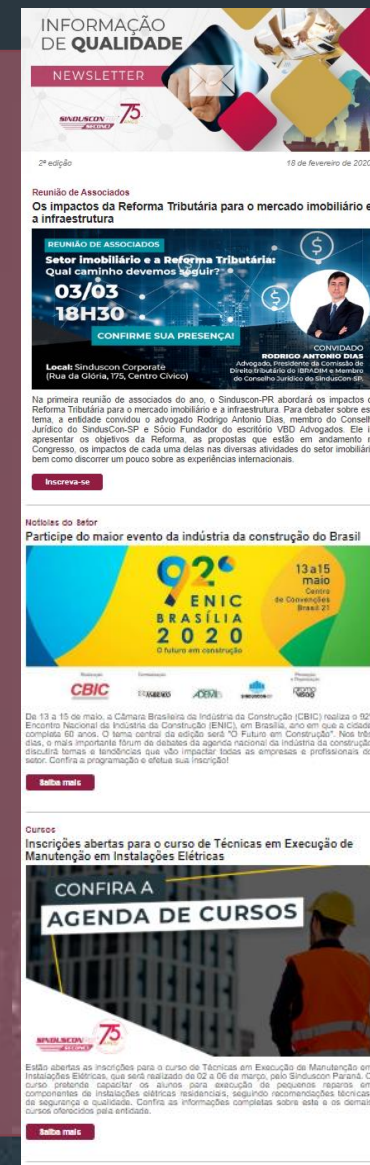 INFORMAÇÃO
DE QUALIDADE
NEWSLETTER
SINDUSCON
SECONCI
75
2ª edição
18 de fevereiro de 2020
Reunião de Associados
Os impactos da Reforma Tributária para o mercado imobiliário e
a infraestrutura
REUNIÃO DE ASSOCIADOS
Setor imobiliário e a Reforma Tributária:
Qual caminho devemos seguir?
03/03
18H30
CONFIRME SUA PRESENÇA!
Local: Sinduscon Corporate
(Rua da Glória, 175, Centro Cívico)
CONVIDADO
RODRIGO ANTONIO DIAS
Advogado, Presidente da Comissão de
Direito tributário do IBRADIM e Membro
do Conselho Jurídico do SindusCon-SP.
Na primeira reunião de associados do ano, o Sinduscon-PR abordará os impactos
Reforma Tributária para o mercado imobiliário e a infraestrutura. Para debater sobre
tema, a entidade convidou o advogado Rodrigo Antonio Dias, membro do
Jurídico do SindusCon-SP e Sócio Fundador do escritório VBD Advogados. Ele
apresentar os objetivos da Reforma, as propostas que estão em andamento
Congresso, os impactos de cada uma delas nas diversas atividades do setor
bem como discorrer um pouco sobre as experiências internacionais.
Inscreva-se
Notícias do Setor
Participe do maior evento da indústria da construção do Brasil
92º
ENIC
BRASÍLIA
2020
O futuro em construção
13 a 15
maio
Centro
de Convenções
Brasil 21
Realização
CBIC
ADEMI
SINDUSCON
De 13 a 15 de maio, a Câmara Brasileira da Indústria da Construção (CBIC) realiza o 92º
Encontro Nacional da Indústria da Construção (ENIC), em Brasília, ano em que a cidade
completa 60 anos. O tema central da edição será "O Futuro em Construção". Nos três
dias, o mais importante fórum de debates da agenda nacional da indústria da construção
discutirá temas e tendências que vão impactar todas as empresas e profissionais do
setor. Confira a programação e efetue sua inscrição!
Saiba mais
Cursos
Inscrições abertas para o curso de Técnicas em Execução de
Manutenção em Instalações Elétricas
CONFIRA A
AGENDA DE CURSOS
SINDUSCON
SECONCI
75
Estão abertas as inscrições para o curso de Técnicas em Execução de Manutenção em
Instalações Elétricas, que será realizado de 02 a 06 de março, pelo Sinduscon Paraná. O
curso pretende capacitar os alunos para execução de pequenos reparos em
componentes de instalações elétricas residenciais, seguindo recomendações técnicas,
de segurança e qualidade. Confira as informações completas sobre este e os demais
cursos oferecidos pela entidade.
Saiba mais